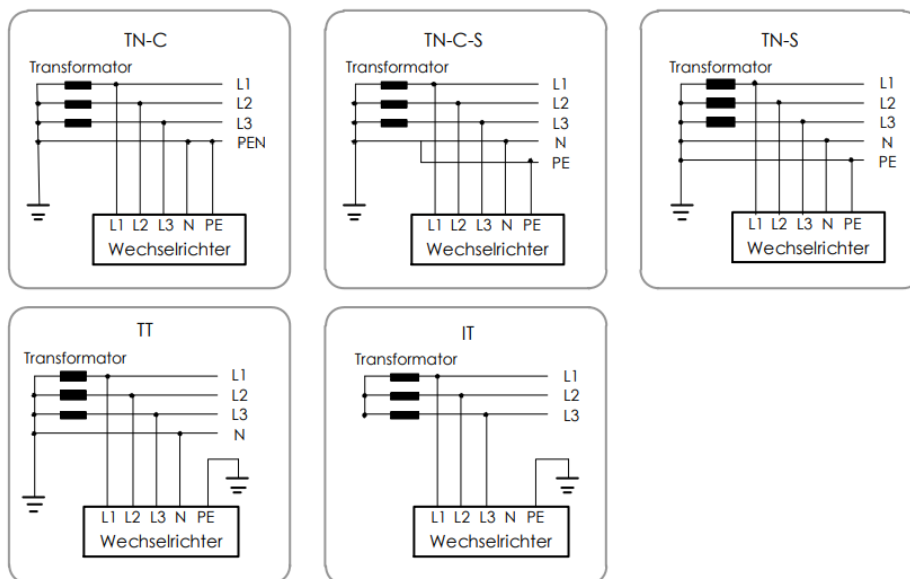 TN-C
Transformator
L1
L2
L3
PEN
L1 L2 L3 N PE
Wechselrichter
TN-C-S
Transformator
L1
L2
L3
N
PE
L1 L2 L3 N PE
Wechselrichter
TN-S
Transformator
L1
L2
L3
N
PE
L1 L2 L3 N PE
Wechselrichter
TT
Transformator
L1
L2
L3
N
L1 L2 L3 N PE
Wechselrichter
IT
Transformator
L1
L2
L3
L1 L2 L3 N PE
Wechselrichter